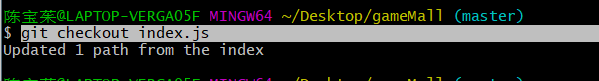 陈宝茱@LAPTOP-VERGA05F MINGW64 ~/Desktop/gameMall (master)
$ git checkout index.js
Updated 1 path from the index